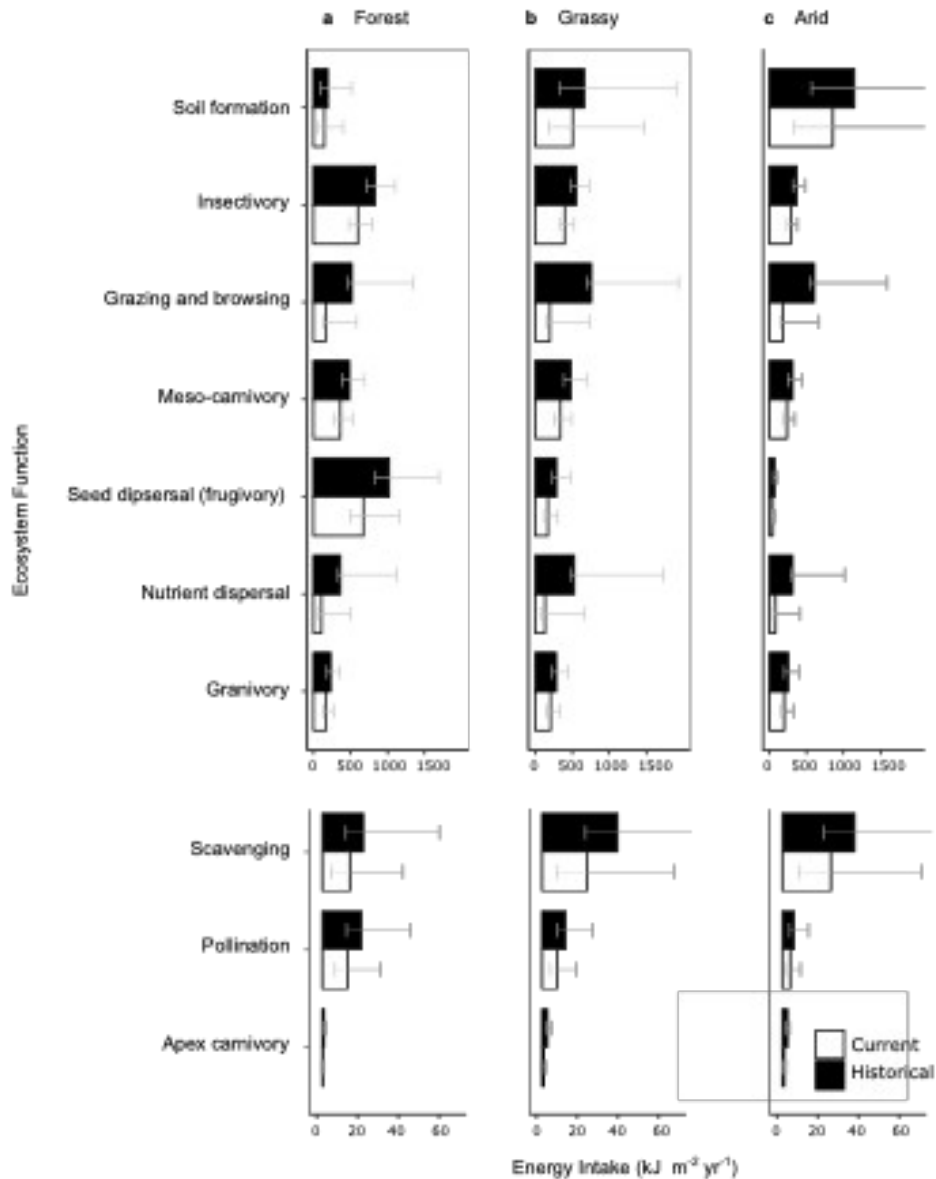 a Forest
b Grassy
c Arid
Ecosystem Function
Soil formation
Insectivory
Grazing and browsing
Meso-carnivory
Seed dipsersal (frugivory)
Nutrient dispersal
Granivory
0 500 1000 1500
0 500 1000 1500
0 500 1000 1500
Scavenging
Pollination
Apex carnivory
Current
Historical
0 20 40 60
0 20 40 60
0 20 40 60
Energy Intake (kJ m⁻² yr⁻¹)